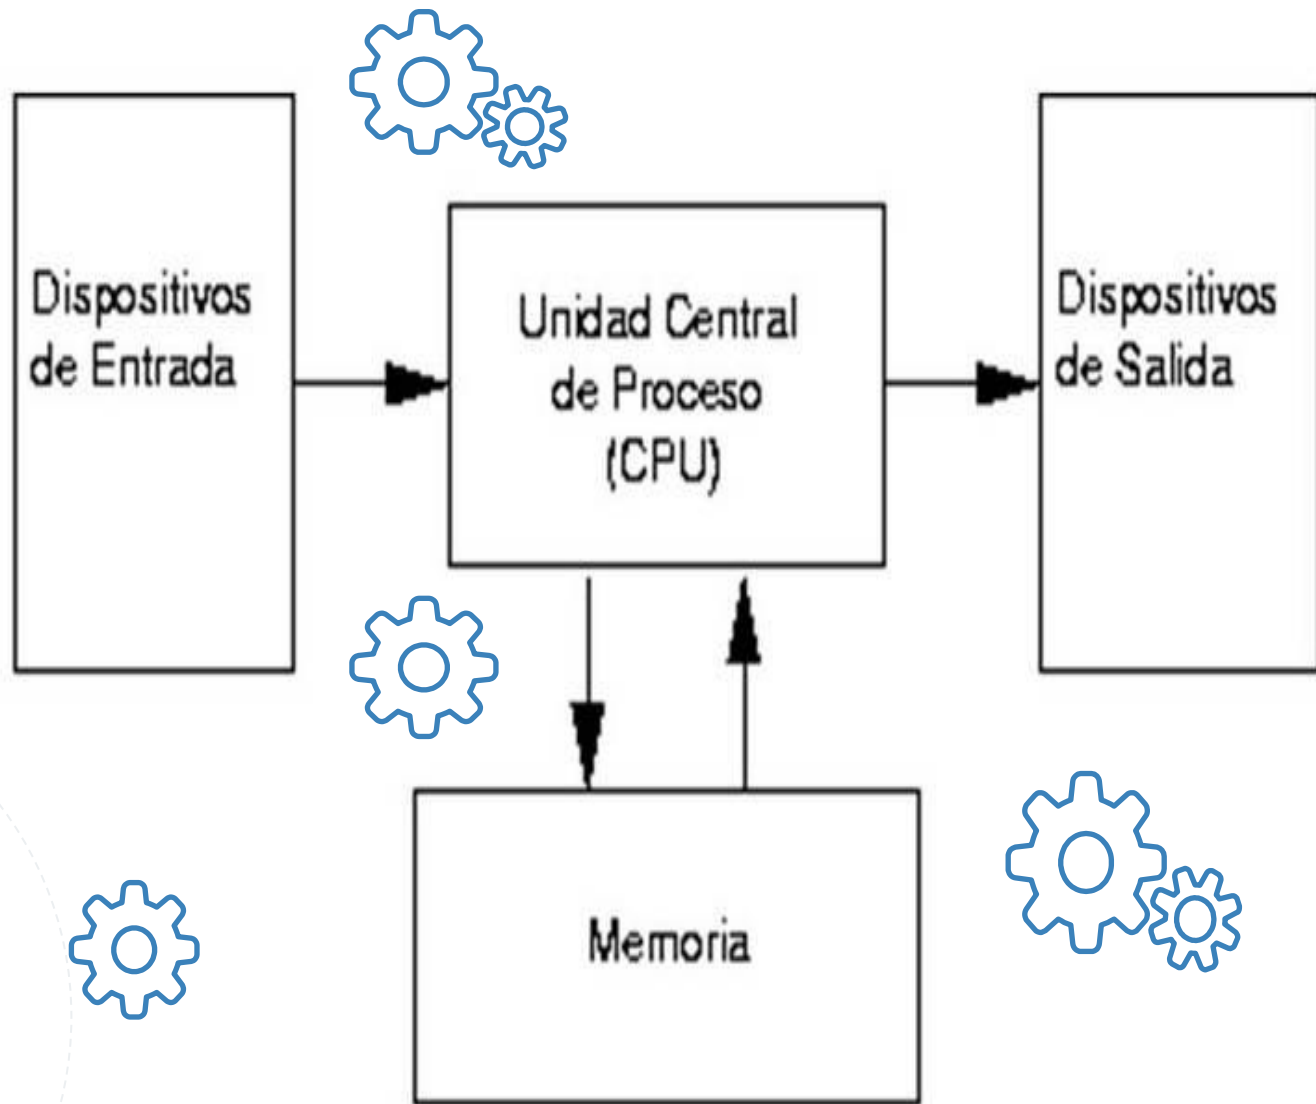 Dispositivos
de Entrada
Unidad Central
de Proceso
(CPU)
Dispositivos
de Salida
Memoria